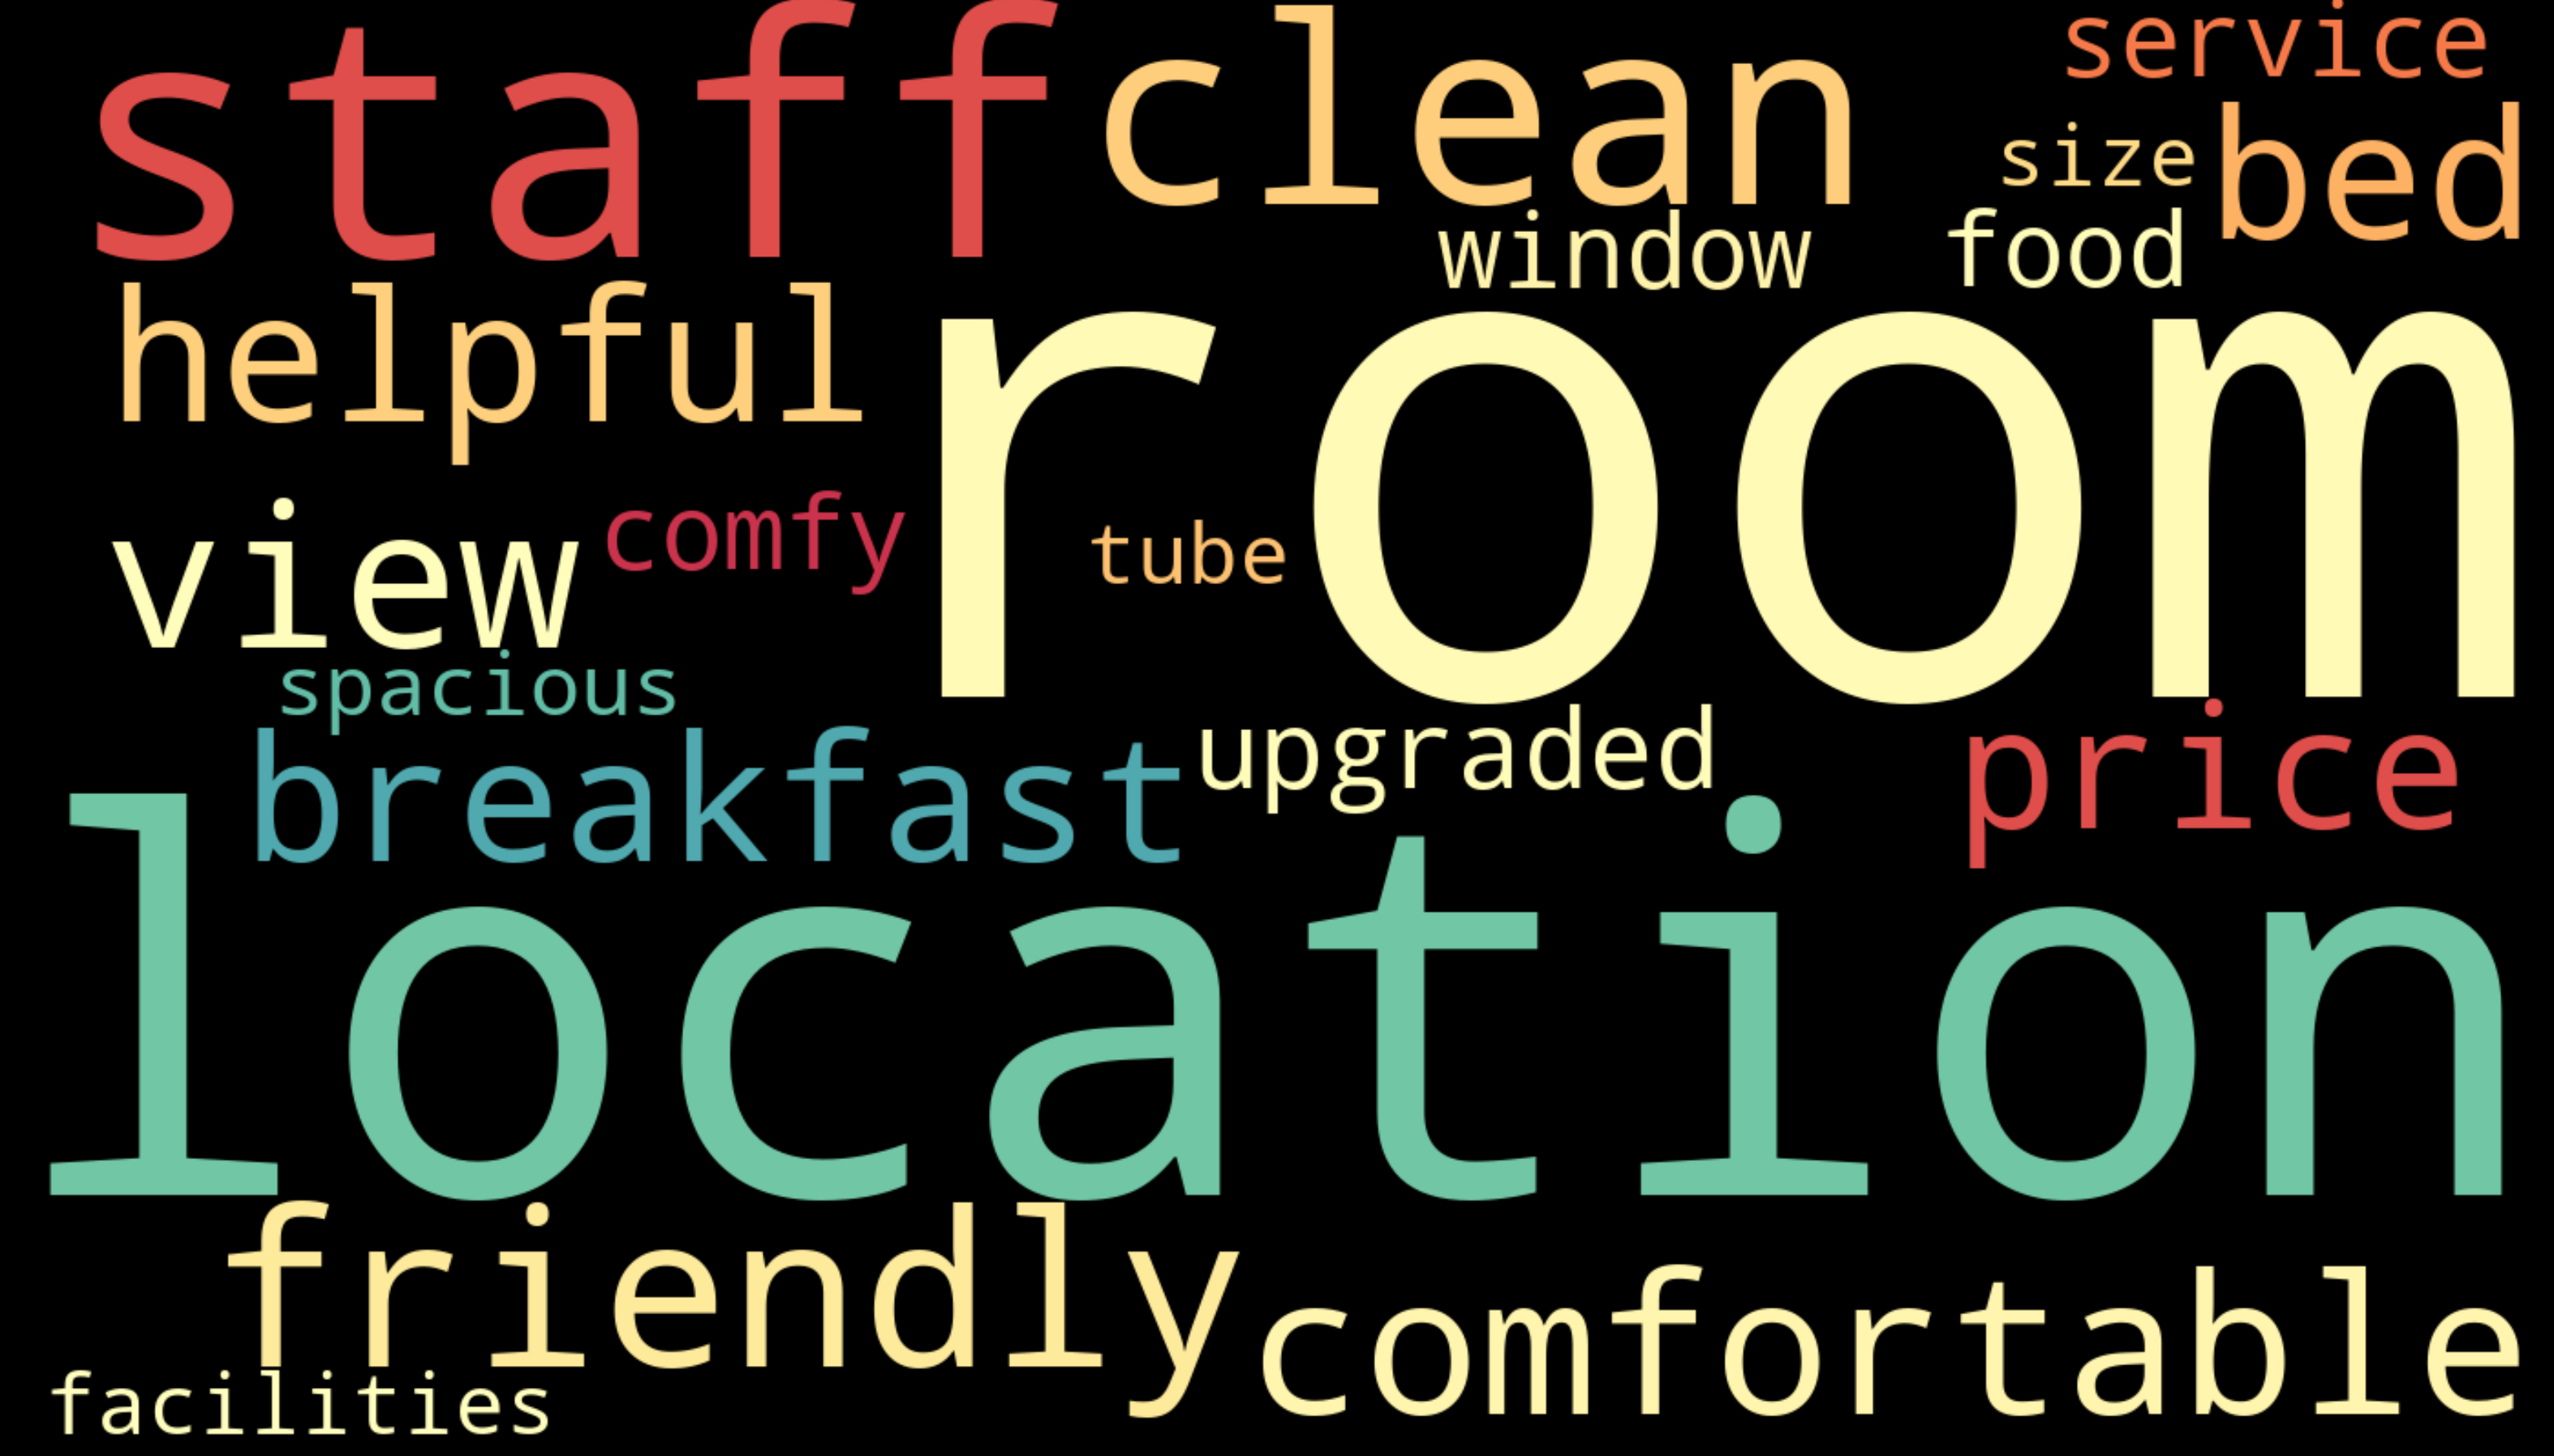 staff
clean
service
size
bed
window
food
helpful
room
view
comfy
tube
spacious
breakfast
upgraded
price
location
friendly
comfortable
facilities